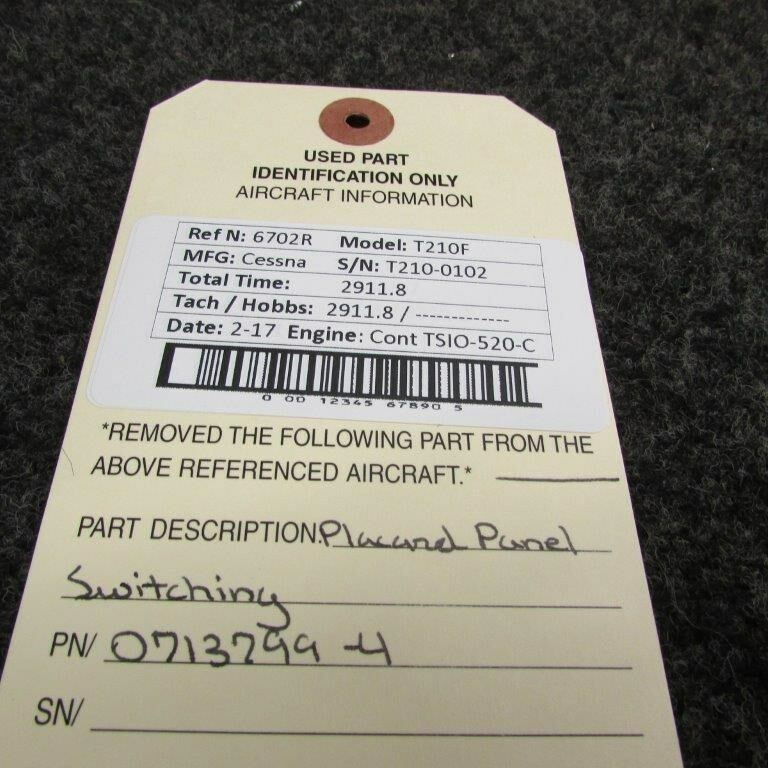 USED PART
IDENTIFICATION ONLY
AIRCRAFT INFORMATION
Ref N: 6702R Model: T210F
MFG: Cessna S/N: T210-0102
Total Time: 2911.8
Tach / Hobbs: 2911.8 / -------------
Date: 2-17 Engine: Cont TSIO-520-C
0 00 12345 67890 5
*REMOVED THE FOLLOWING PART FROM THE
ABOVE REFERENCED AIRCRAFT.*
PART DESCRIPTION: Placard Panel
Switching
PN/ 0713799-4
SN/